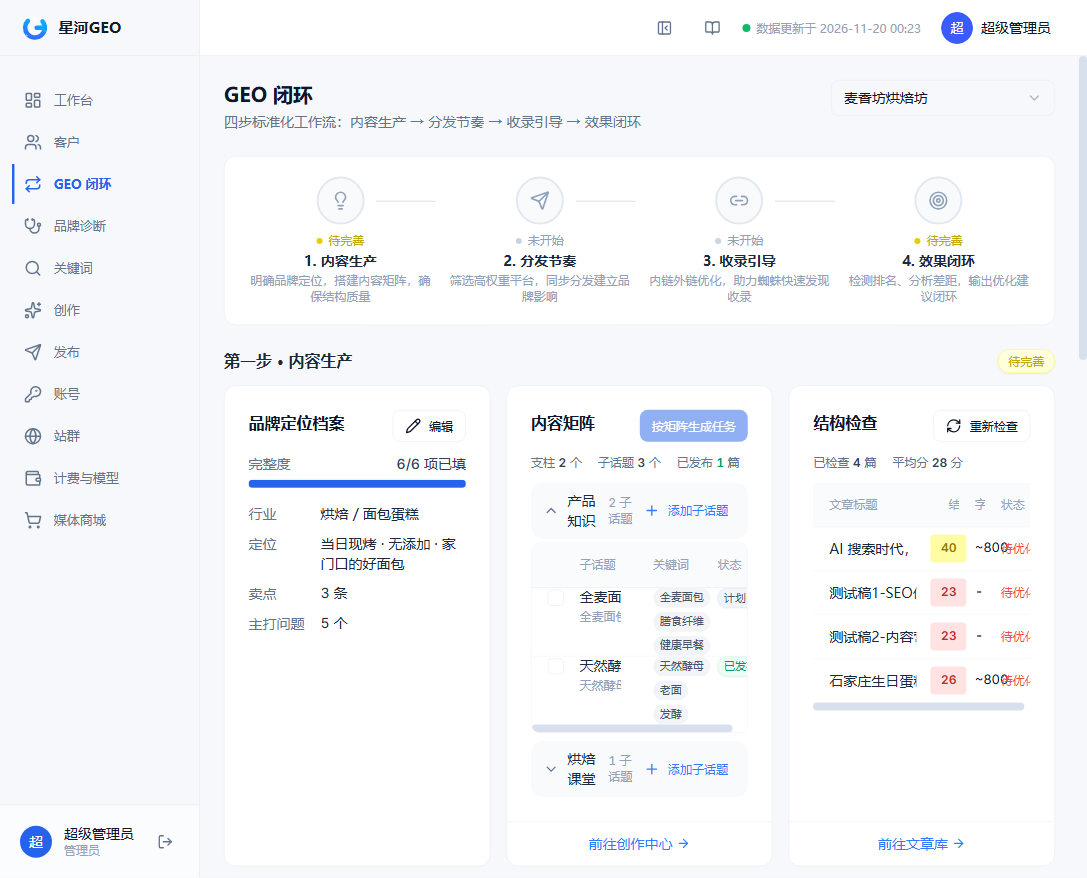 星河GEO
数据更新于 2026-11-20 00:23
超
超级管理员
工作台
客户
GEO 闭环
品牌诊断
关键词
创作
发布
账号
站群
计费与模型
媒体商城
超
超级管理员
管理员
GEO 闭环
四步标准化工作流：内容生产 → 分发节奏 → 收录引导 → 效果闭环
麦香坊烘焙坊
待完善
1. 内容生产
明确品牌定位，搭建内容矩阵，确
保结构质量
未开始
2. 分发节奏
筛选高权重平台，同步分发建立品
牌影响
未开始
3. 收录引导
内链外链优化，助力蜘蛛快速发现
收录
待完善
4. 效果闭环
检测排名、分析差距，输出优化建
议闭环
第一步 • 内容生产
待完善
品牌定位档案
编辑
完整度
6/6 项已填
行业
烘焙 / 面包蛋糕
定位
当日现烤 · 无添加 · 家
门口的好面包
卖点
3 条
主打问题
5 个
内容矩阵
按矩阵生成任务
支柱 2 个 子话题 3 个 已发布 1 篇
产品
知识
2 子
话题
添加子话题
子话题 关键词 状态
全麦面
全麦面
全麦面包
膳食纤维
健康早餐
计划
天然酵
天然酵
天然酵母
老面
发酵
已发
烘焙
课堂
1 子
话题
添加子话题
前往创作中心 →
结构检查
重新检查
已检查 4 篇 平均分 28 分
文章标题 结 字 状态
AI 搜索时代， 40 ~800 待优
测试稿1-SEO 23 - 待优
测试稿2-内容 23 - 待优
石家庄生日蛋 26 ~800 待优
前往文章库 →